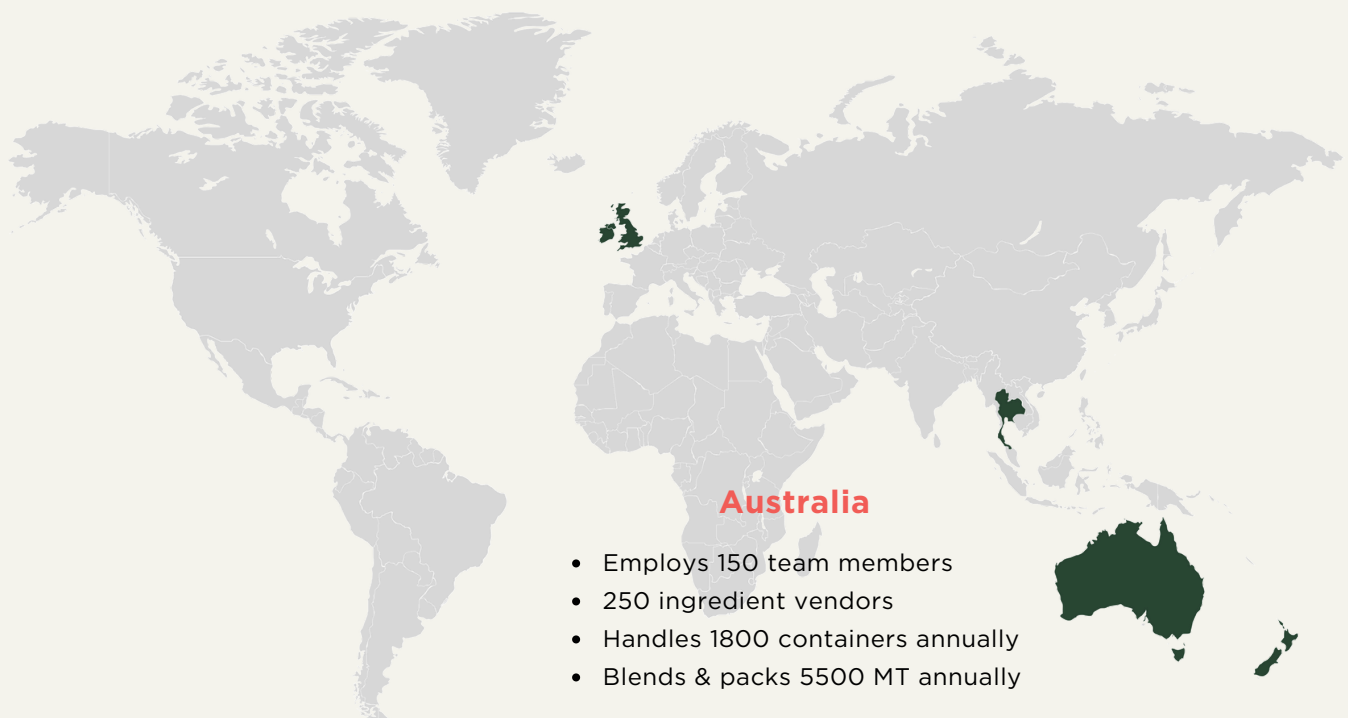 Australia
• Employs 150 team members
• 250 ingredient vendors
• Handles 1800 containers annually
• Blends & packs 5500 MT annually